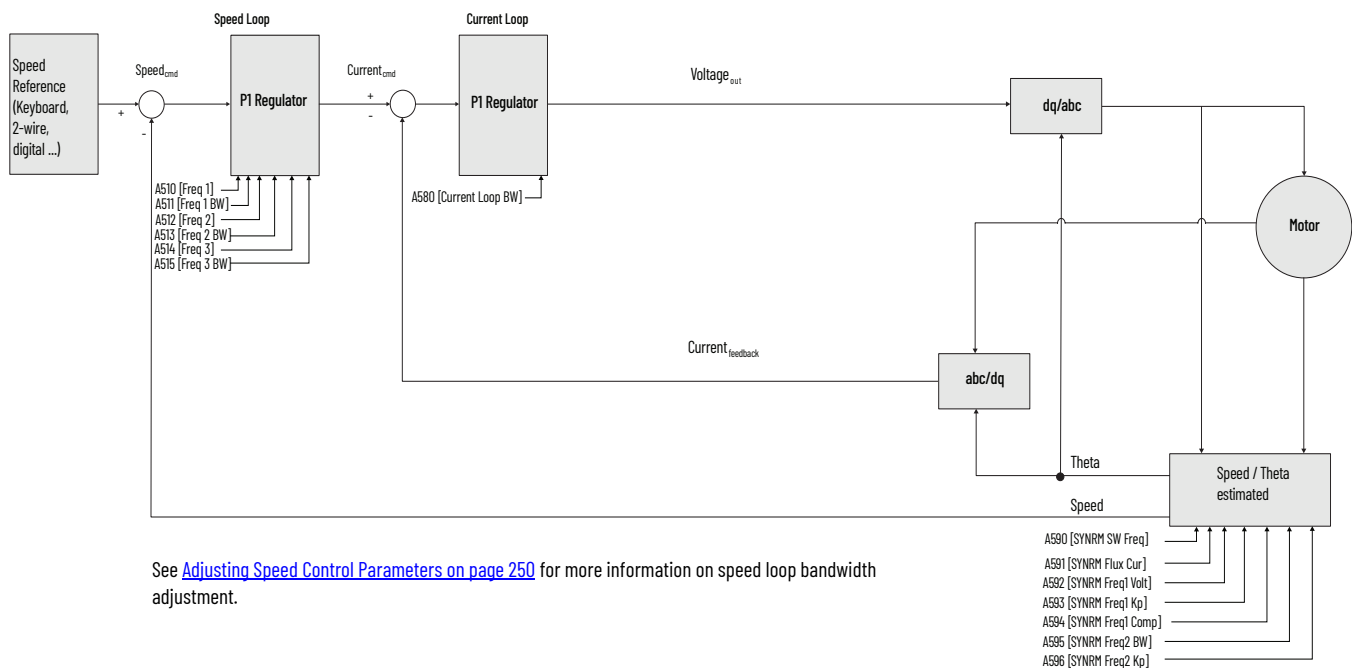 Speed Loop
Current Loop
Speed
Reference
(Keyboard,
2-wire,
digital ...)
Speedcmd
+
-
P1 Regulator
Currentcmd
+
-
P1 Regulator
Voltageout
dq/abc
A510 [Freq 1]
A511 [Freq 1 BW]
A512 [Freq 2]
A513 [Freq 2 BW]
A514 [Freq 3]
A515 [Freq 3 BW]
A580 [Current Loop BW]
Motor
Currentfeedback
abc/dq
Theta
Speed
Speed / Theta
estimated
A590 [SYNRM SW Freq]
A591 [SYNRM Flux Cur]
A592 [SYNRM Freq1 Volt]
A593 [SYNRM Freq1 Kp]
A594 [SYNRM Freq1 Comp]
A595 [SYNRM Freq2 BW]
A596 [SYNRM Freq2 Kp]
See Adjusting Speed Control Parameters on page 250 for more information on speed loop bandwidth
adjustment.